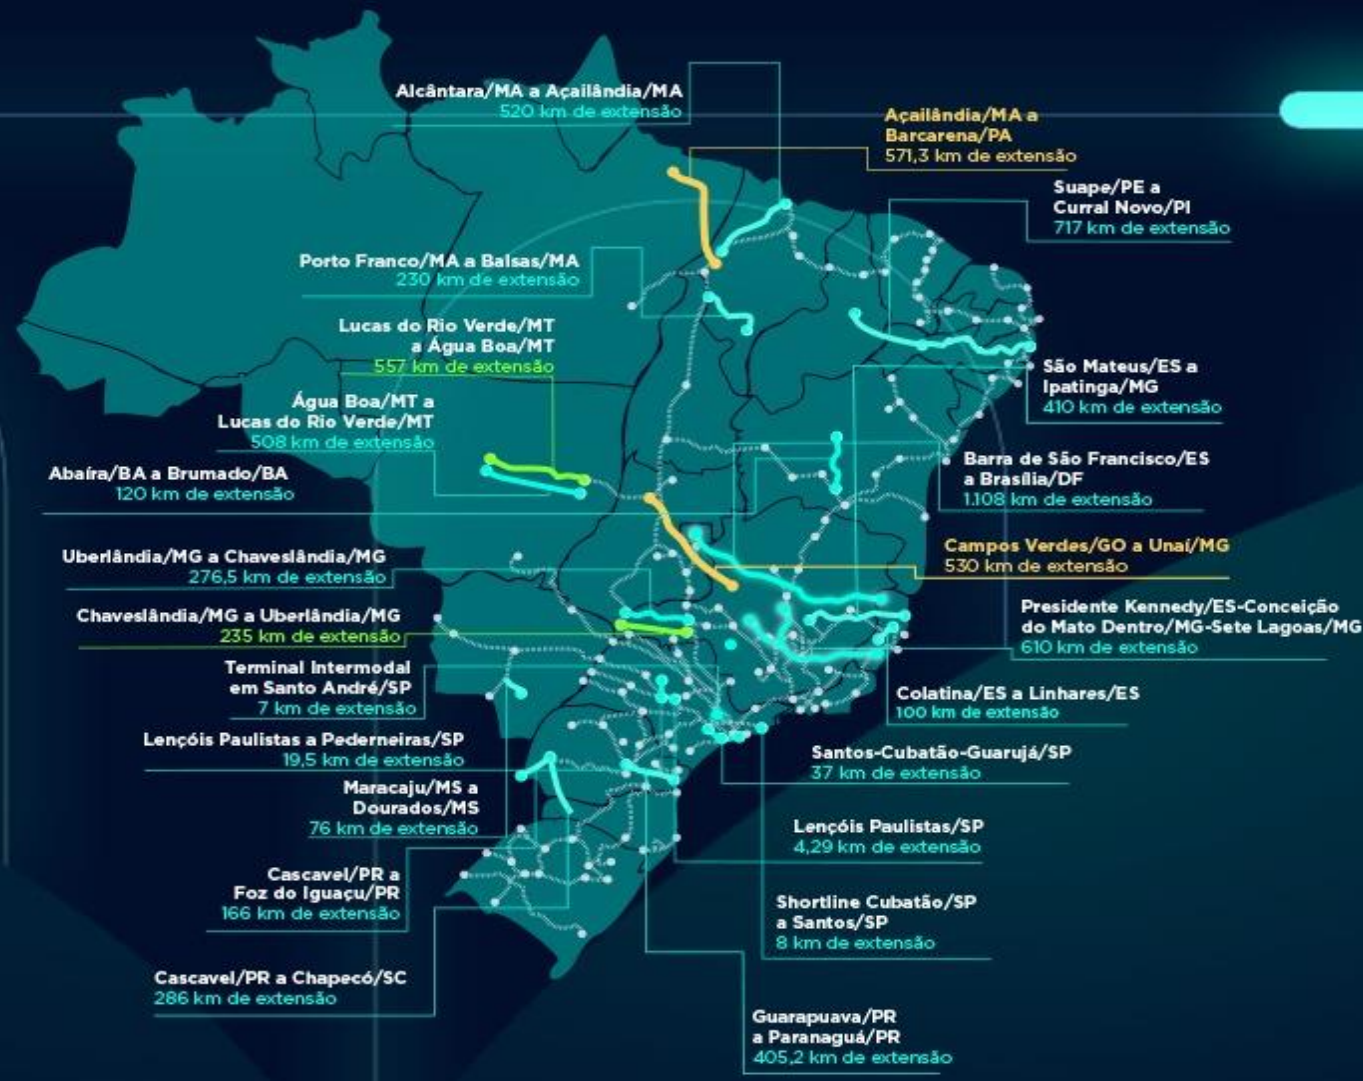 Alcântara/MA a Açailândia/MA
520 km de extensão
Açailândia/MA a
Barcarena/PA
571,3 km de extensão
Suape/PE a
Curral Novo/PI
717 km de extensão
Porto Franco/MA a Balsas/MA
230 km de extensão
Lucas do Rio Verde/MT
a Água Boa/MT
557 km de extensão
São Mateus/ES a
Ipatinga/MG
410 km de extensão
Água Boa/MT a
Lucas do Rio Verde/MT
508 km de extensão
Barra de São Francisco/ES
a Brasília/DF
1.108 km de extensão
Abaíra/BA a Brumado/BA
120 km de extensão
Campos Verdes/GO a Unaí/MG
530 km de extensão
Uberlândia/MG a Chaveslândia/MG
276,5 km de extensão
Presidente Kennedy/ES-Conceição
do Mato Dentro/MG-Sete Lagoas/MG
610 km de extensão
Chaveslândia/MG a Uberlândia/MG
235 km de extensão
Terminal Intermodal
em Santo André/SP
7 km de extensão
Colatina/ES a Linhares/ES
100 km de extensão
Lençóis Paulistas a Pederneiras/SP
19,5 km de extensão
Santos-Cubatão-Guarujá/SP
37 km de extensão
Maracaju/MS a
Dourados/MS
76 km de extensão
Lençóis Paulistas/SP
4,29 km de extensão
Cascavel/PR a
Foz do Iguaçu/PR
166 km de extensão
Shortline Cubatão/SP
a Santos/SP
8 km de extensão
Cascavel/PR a Chapecó/SC
286 km de extensão
Guarapuava/PR
a Paranaguá/PR
405,2 km de extensão